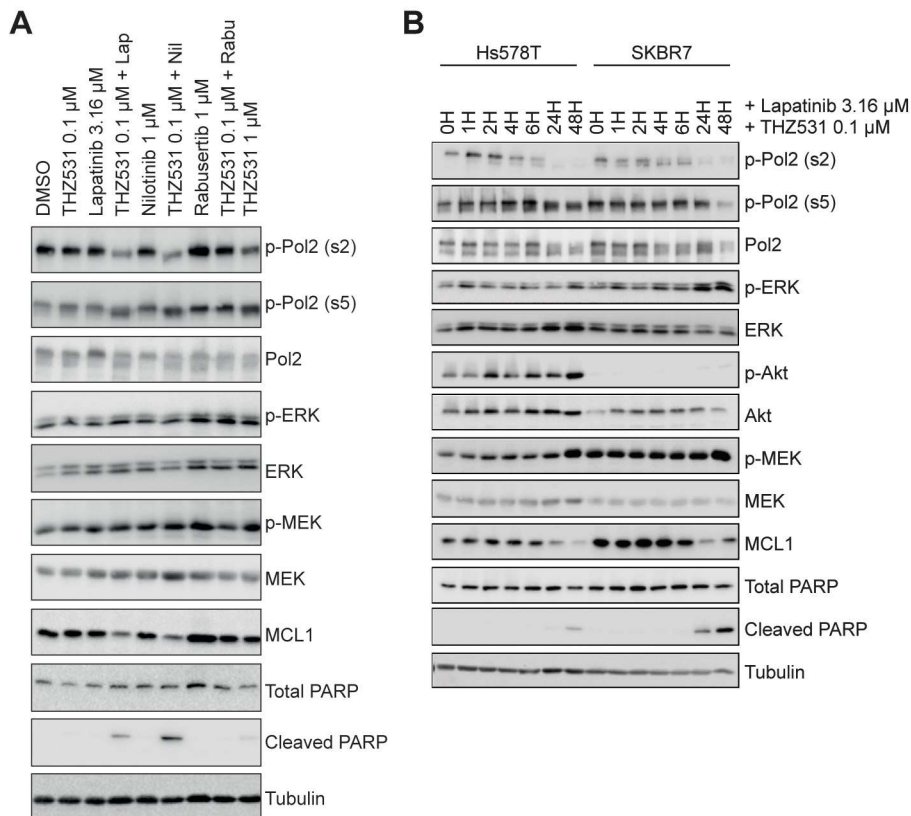 A
DMSO
THZ531 0.1 μM
Lapatinib 3.16 μM
THZ531 0.1 μM + Lap
Nilotinib 1 μM
THZ531 0.1 μM + Nil
Rabusertib 1 μM
THZ531 0.1 μM + Rabu
THZ531 1 μM
p-Pol2 (s2)
p-Pol2 (s5)
Pol2
p-ERK
ERK
p-MEK
MEK
MCL1
Total PARP
Cleaved PARP
Tubulin
B
Hs578T SKBR7
0H 1H 2H 4H 6H 24H 48H 0H 1H 2H 4H 6H 24H 48H
+ Lapatinib 3.16 μM
+ THZ531 0.1 μM
p-Pol2 (s2)
p-Pol2 (s5)
Pol2
p-ERK
ERK
p-Akt
Akt
p-MEK
MEK
MCL1
Total PARP
Cleaved PARP
Tubulin